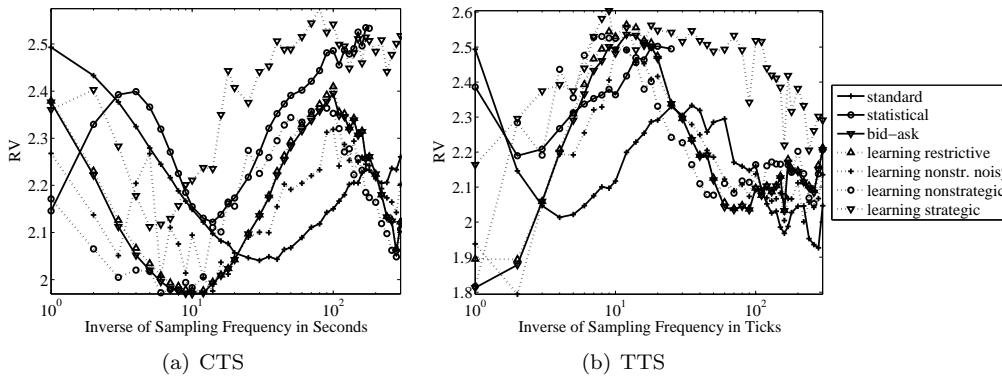 2.5
2.4
2.3
2.2
2.1
2
RV
10^0
10^1
10^2
Inverse of Sampling Frequency in Seconds
(a) CTS
2.6
2.5
2.4
2.3
2.2
2.1
2
1.9
1.8
RV
10^0
10^1
10^2
Inverse of Sampling Frequency in Ticks
(b) TTS
standard
statistical
bid−ask
learning restrictive
learning nonstr. noisy
learning nonstrategic
learning strategic